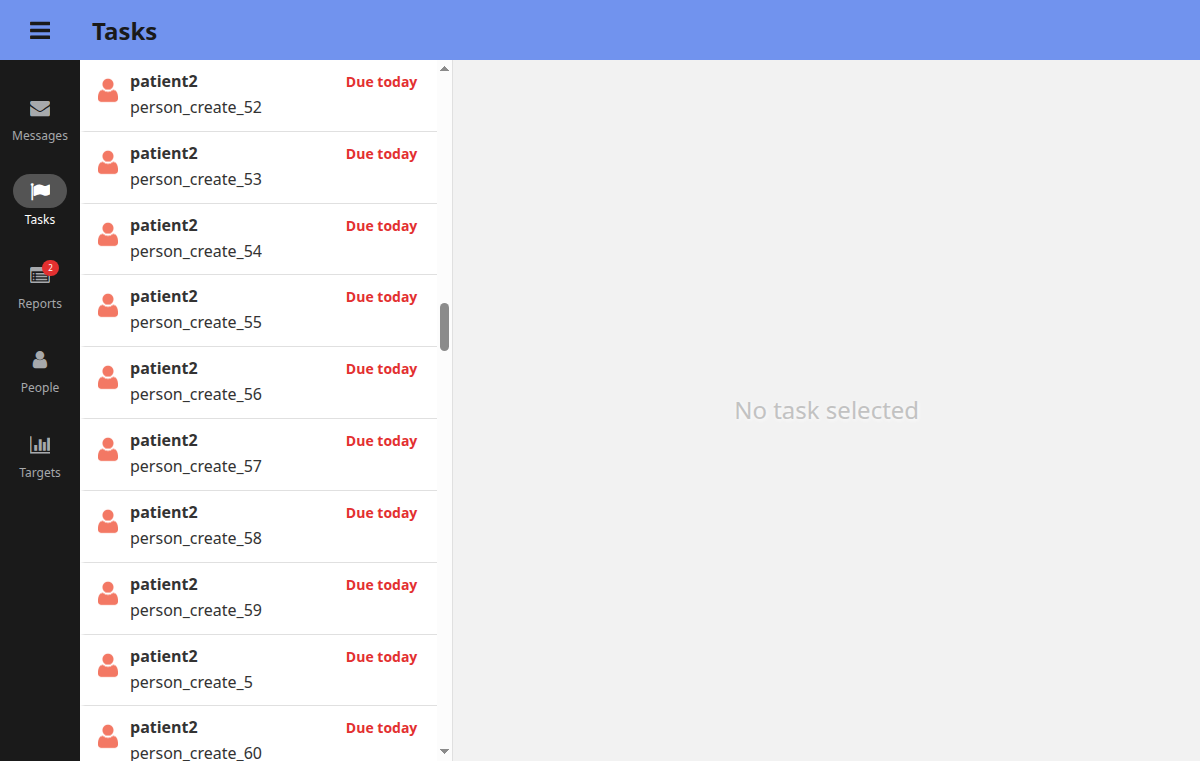 Tasks
Messages
Tasks
2
Reports
People
Targets
patient2 Due today
person_create_52
patient2 Due today
person_create_53
patient2 Due today
person_create_54
patient2 Due today
person_create_55
patient2 Due today
person_create_56
patient2 Due today
person_create_57
patient2 Due today
person_create_58
patient2 Due today
person_create_59
patient2 Due today
person_create_5
patient2 Due today
person_create_60
No task selected